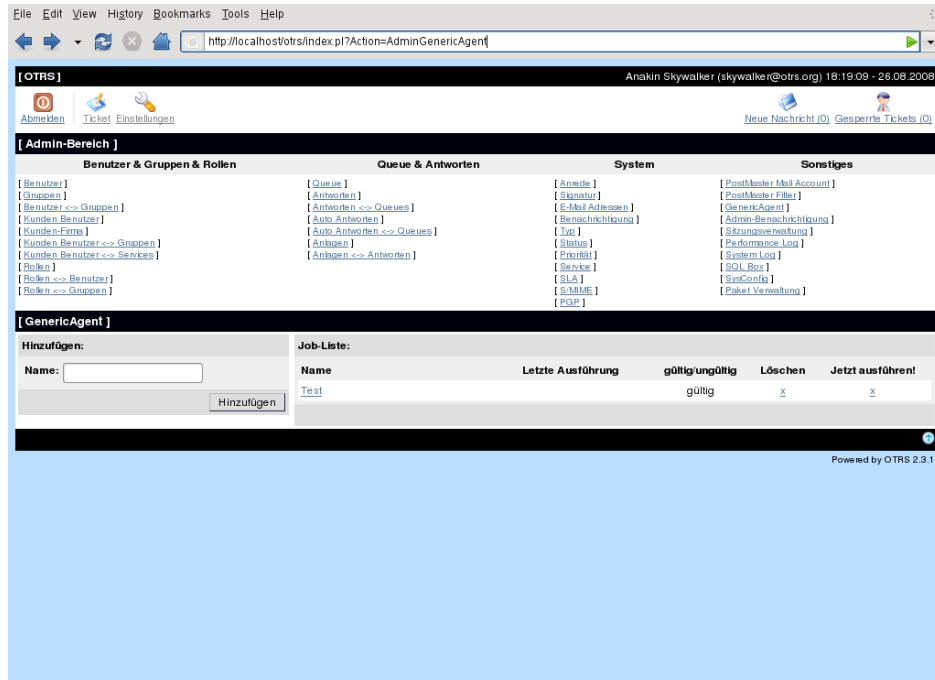 File Edit View History Bookmarks Tools Help
http://localhost/otrs/index.pl?Action=AdminGenericAgent
[ OTRS ] Anakin Skywalker (skywalker@otrs.org) 18:19:09 - 26.08.2008
Abmelden Ticket Einstellungen Neue Nachricht (0) Gesperrte Tickets (0)
[ Admin-Bereich ]
Benutzer & Gruppen & Rollen Queue & Antworten System Sonstiges
[ Benutzer ] [ Queue ] [ Anrede ] [ PostMaster Mail Account ]
[ Gruppen ] [ Antworten ] [ Signatur ] [ PostMaster Filter ]
[ Benutzer <-> Gruppen ] [ Antworten <-> Queues ] [ E-Mail Adressen ] [ GenericAgent ]
[ Kunden Benutzer ] [ Auto Antworten ] [ Benachrichtigung ] [ Admin-Benachrichtigung ]
[ Kunden-Firma ] [ Auto Antworten <-> Queues ] [ Typ ] [ Sitzungsverwaltung ]
[ Kunden Benutzer <-> Gruppen ] [ Anlagen ] [ Status ] [ Performance Log ]
[ Kunden Benutzer <-> Services ] [ Anlagen <-> Antworten ] [ Priorität ] [ System Log ]
[ Rollen ] [ Service ] [ SQL Box ]
[ Rollen <-> Benutzer ] [ SLA ] [ SysConfig ]
[ Rollen <-> Gruppen ] [ S/MIME ] [ Paket Verwaltung ]
[ PGP ]
[ GenericAgent ]
Hinzufügen: Job-Liste:
Name: Name Letzte Ausführung gültig/ungültig Löschen Jetzt ausführen!
Test gültig x x
Hinzufügen
Powered by OTRS 2.3.1